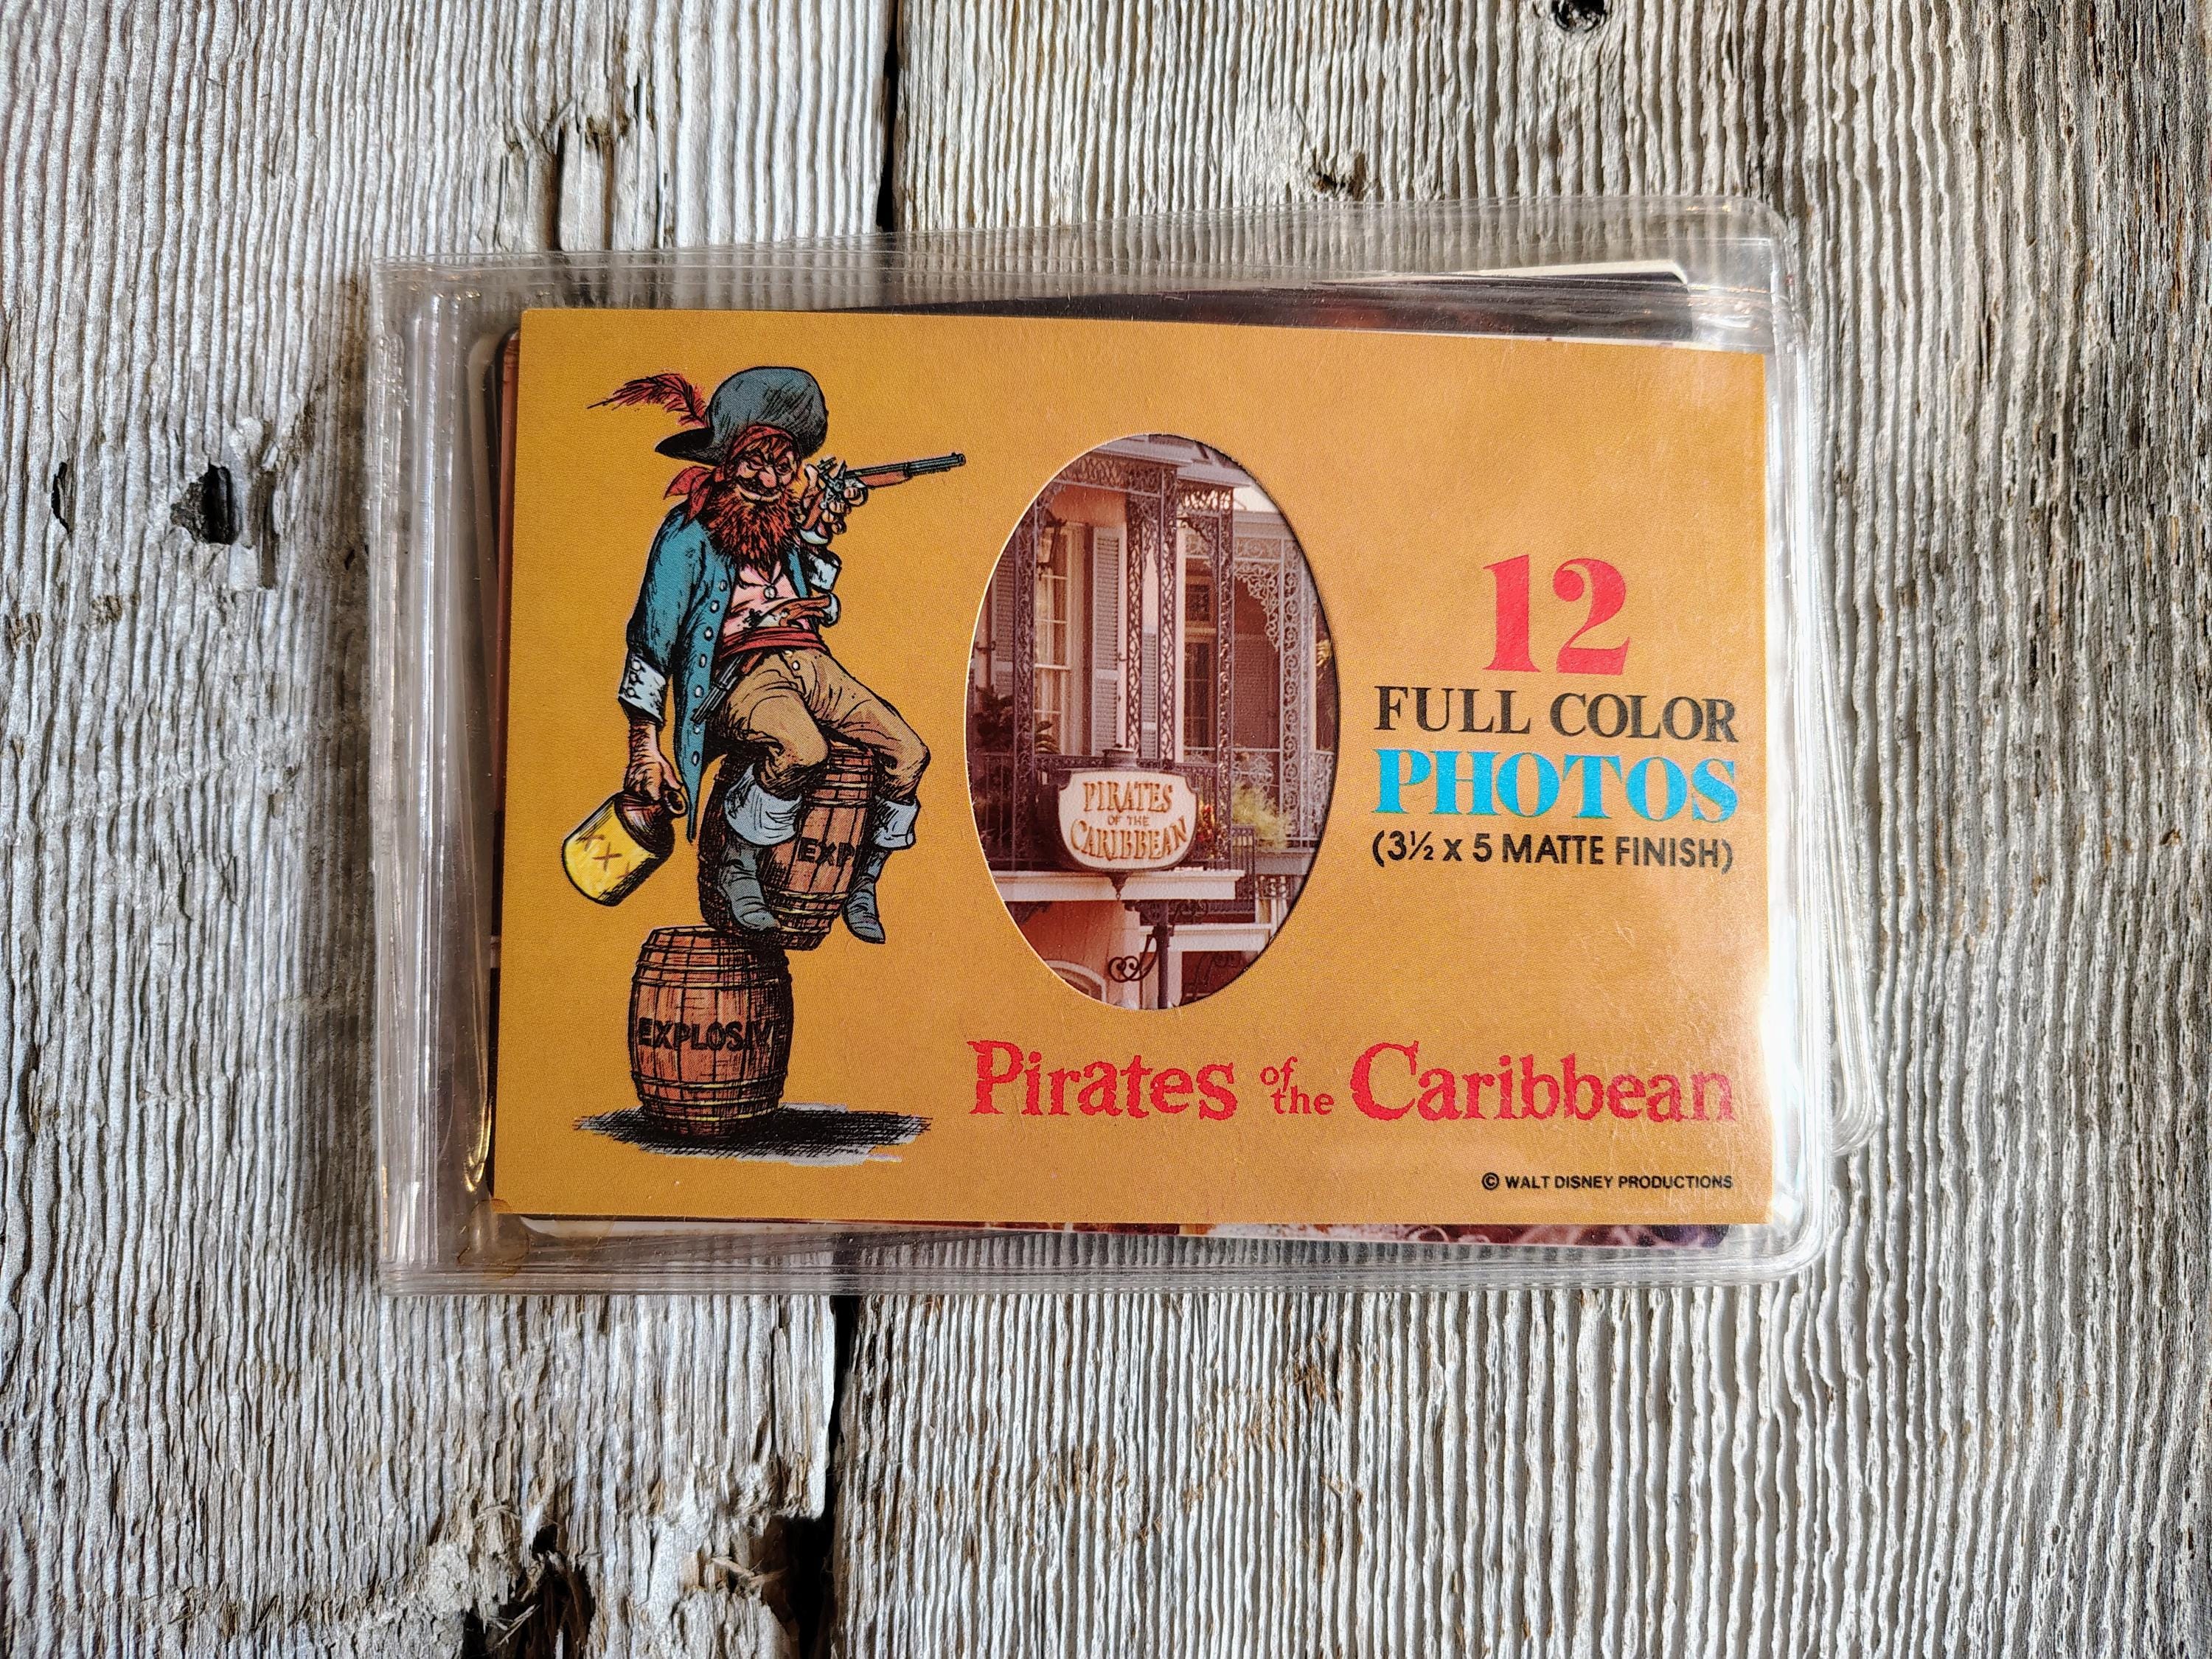 12
FULL COLOR
PHOTOS
(3½ x 5 MATTE FINISH)
PIRATES
OF THE
CARIBBEAN
XX
EXP
EXPLOSIVE
Pirates of the Caribbean
© WALT DISNEY PRODUCTIONS